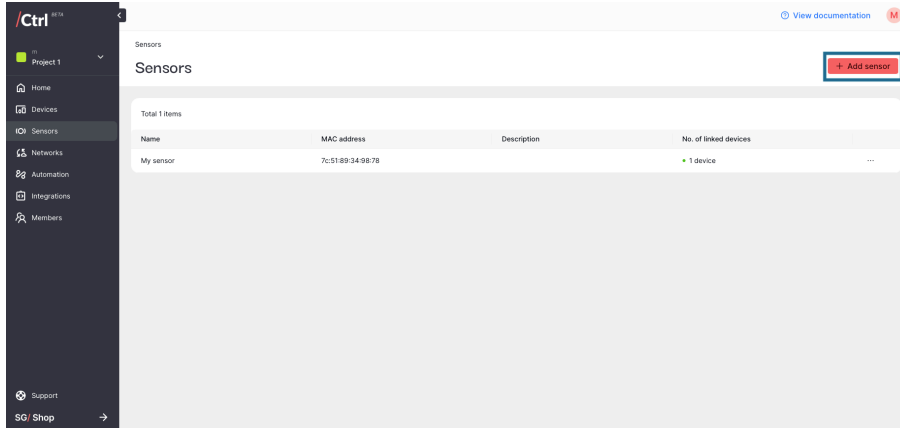 /Ctrl BETA
View documentation M
m
Project 1
Home
Devices
Sensors
Networks
Automation
Integrations
Members
Support
SG/ Shop
Sensors
Sensors
+ Add sensor
Total 1 items
Name MAC address Description No. of linked devices
My sensor 7c:51:89:34:98:78 1 device ...